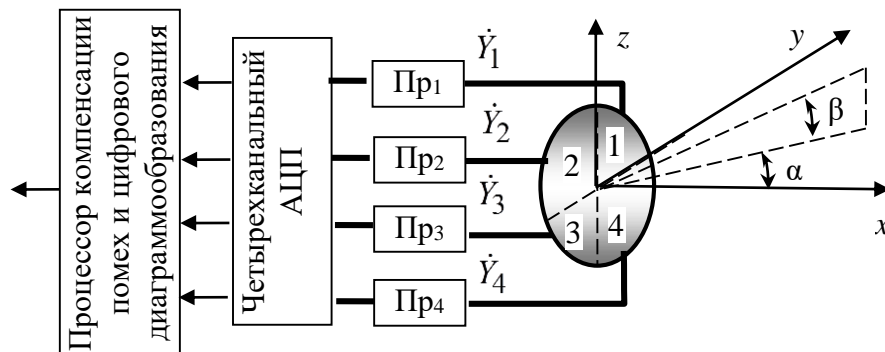 Процессор компенсации
помех и цифрового
диаграммообразования
Четырехканальный
АЦП
Пр1
Пр2
Пр3
Пр4
Ẏ1
Ẏ2
Ẏ3
Ẏ4
z
y
x
1
2
3
4
β
α